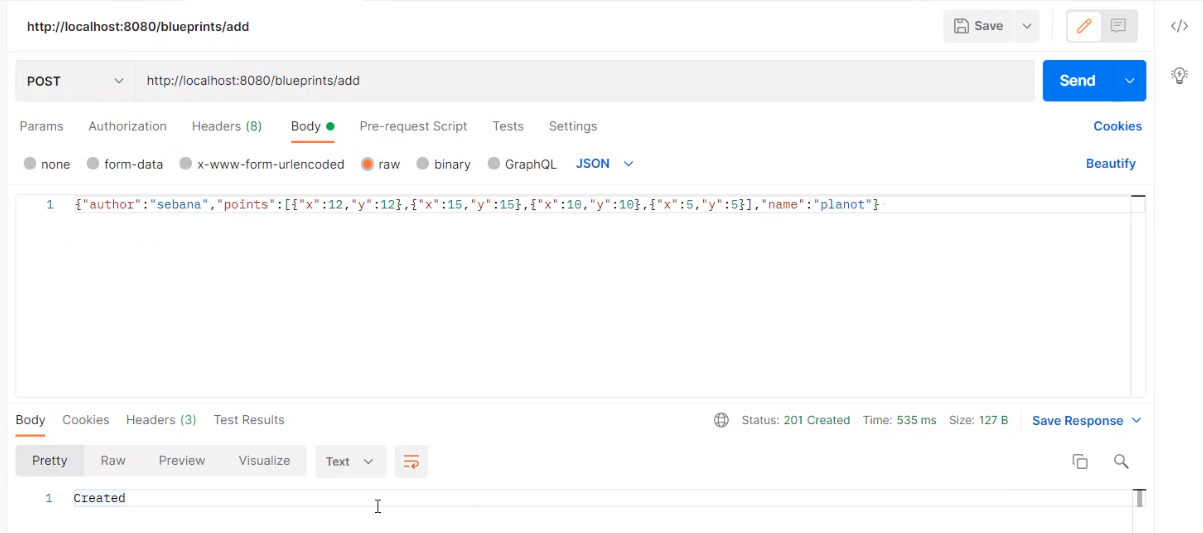 http://localhost:8080/blueprints/add Save
POST http://localhost:8080/blueprints/add Send
Params Authorization Headers (8) Body Pre-request Script Tests Settings Cookies
none form-data x-www-form-urlencoded raw binary GraphQL JSON Beautify
1 {"author":"sebana","points":[{"x":12,"y":12},{"x":15,"y":15},{"x":10,"y":10},{"x":5,"y":5}],"name":"planot"}
Body Cookies Headers (3) Test Results Status: 201 Created Time: 535 ms Size: 127 B Save Response
Pretty Raw Preview Visualize Text
1 Created